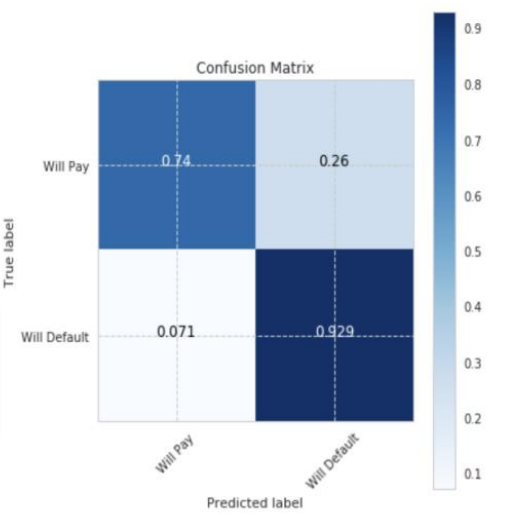 Confusion Matrix
0.9
0.8
0.7
0.6
0.5
0.4
0.3
0.2
0.1
True label
Will Pay
0.74
0.26
Will Default
0.071
0.929
Will Pay
Will Default
Predicted label